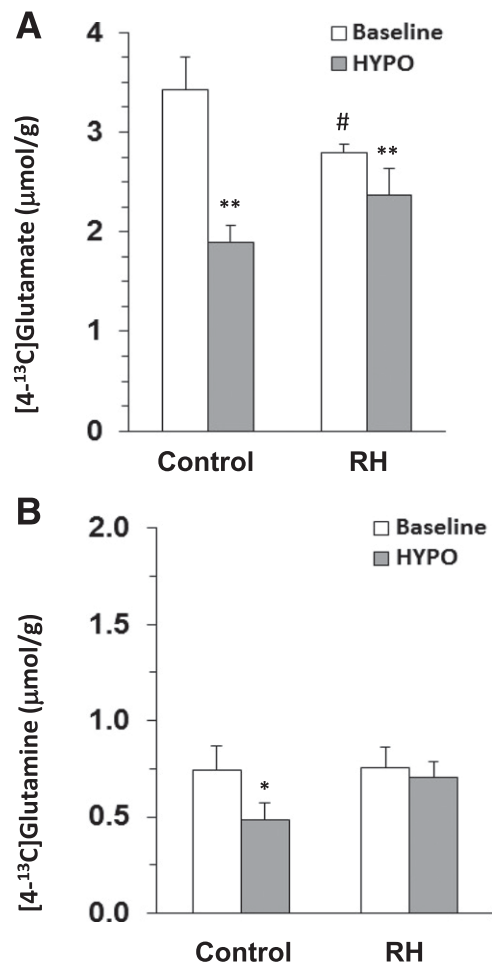 A
[4-¹³C]Glutamate (μmol/g)
4
3
2
1
0
Baseline
HYPO
**
#
**
Control RH
B
[4-¹³C]Glutamine (μmol/g)
2.0
1.5
1.0
0.5
0.0
Baseline
HYPO
*
Control RH